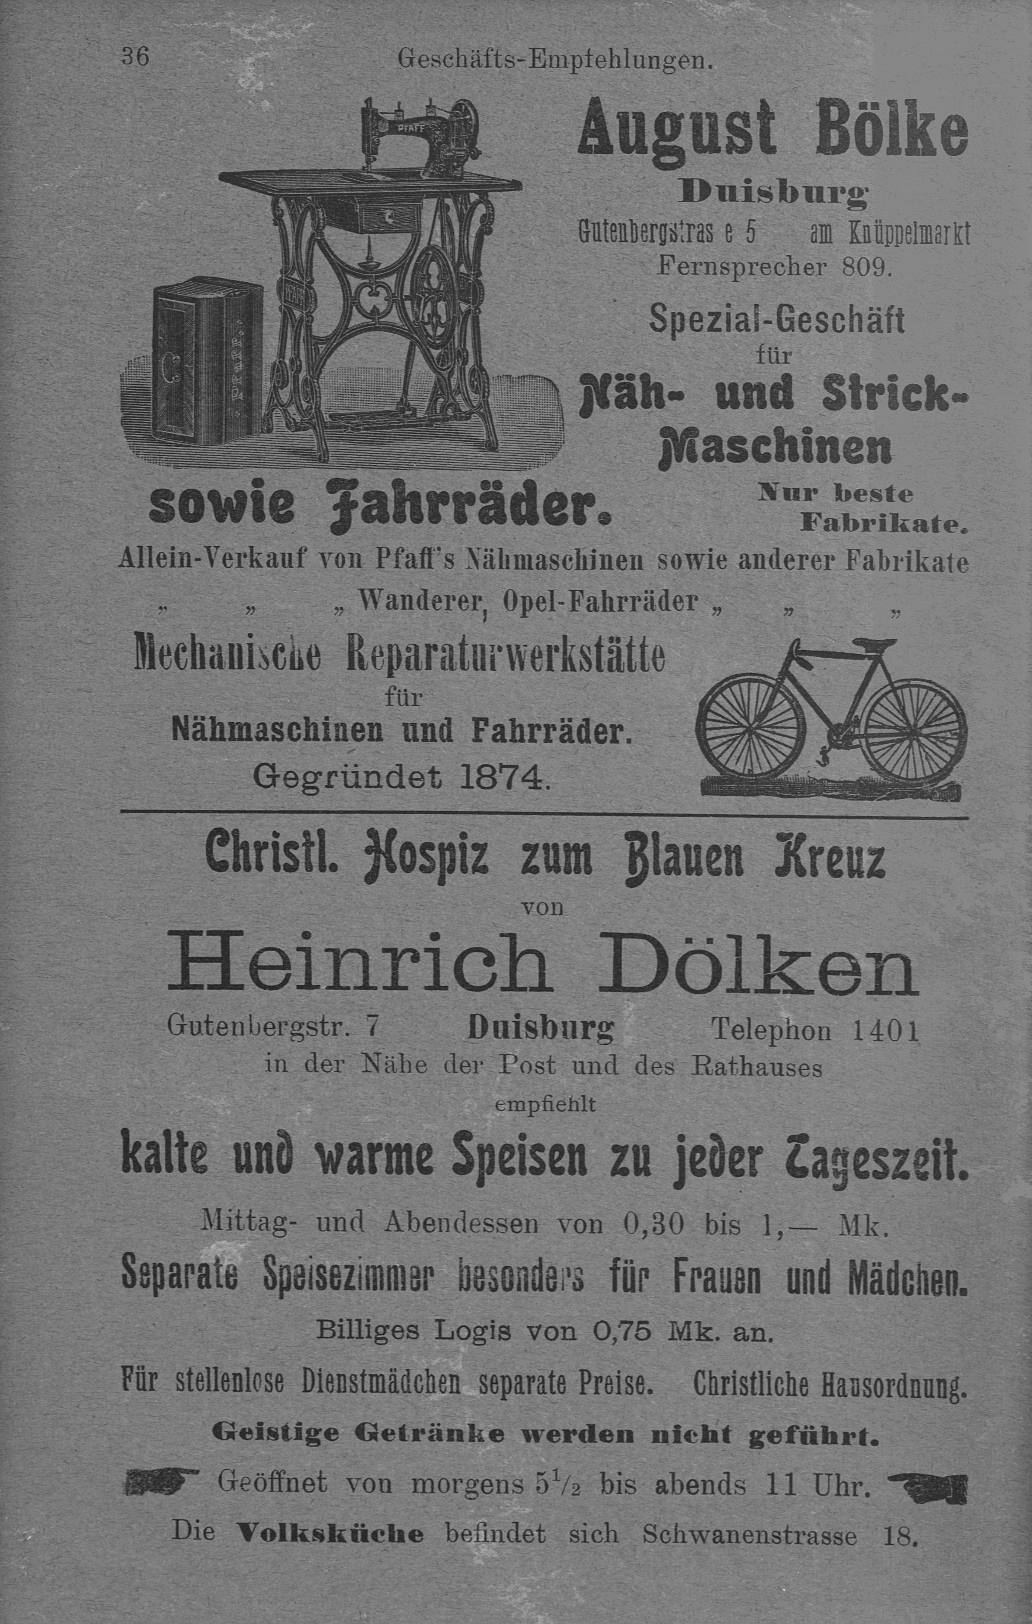 36
Geschäfts-Empfehlungen.
PFAFF
Pfaff.
August Bölke
Duisburg
Gutenbergstras e 5 am Knüppelmarkt
Fernsprecher 809.
Spezial-Geschäft
für
Näh- und Strick-
Maschinen
sowie Fahrräder.
Nur beste
Fabrikate.
Allein-Verkauf von Pfaff's Nähmaschinen sowie anderer Fabrikate
„ „ „ Wanderer, Opel-Fahrräder „ „ „
Mechanische Reparaturwerkstätte
für
Nähmaschinen und Fahrräder.
Gegründet 1874.
Christl. Hospiz zum Blauen Kreuz
von
Heinrich Dölken
Gutenbergstr. 7 Duisburg Telephon 1401
in der Nähe der Post und des Rathauses
empfiehlt
kalte und warme Speisen zu jeder Tageszeit.
Mittag- und Abendessen von 0,30 bis 1,— Mk.
Separate Speisezimmer besonders für Frauen und Mädchen.
Billiges Logis von 0,75 Mk. an.
Für stellenlose Dienstmädchen separate Preise. Christliche Hausordnung.
Geistige Getränke werden nicht geführt.
Geöffnet von morgens 5¹/₂ bis abends 11 Uhr.
Die Volksküche befindet sich Schwanenstrasse 18.